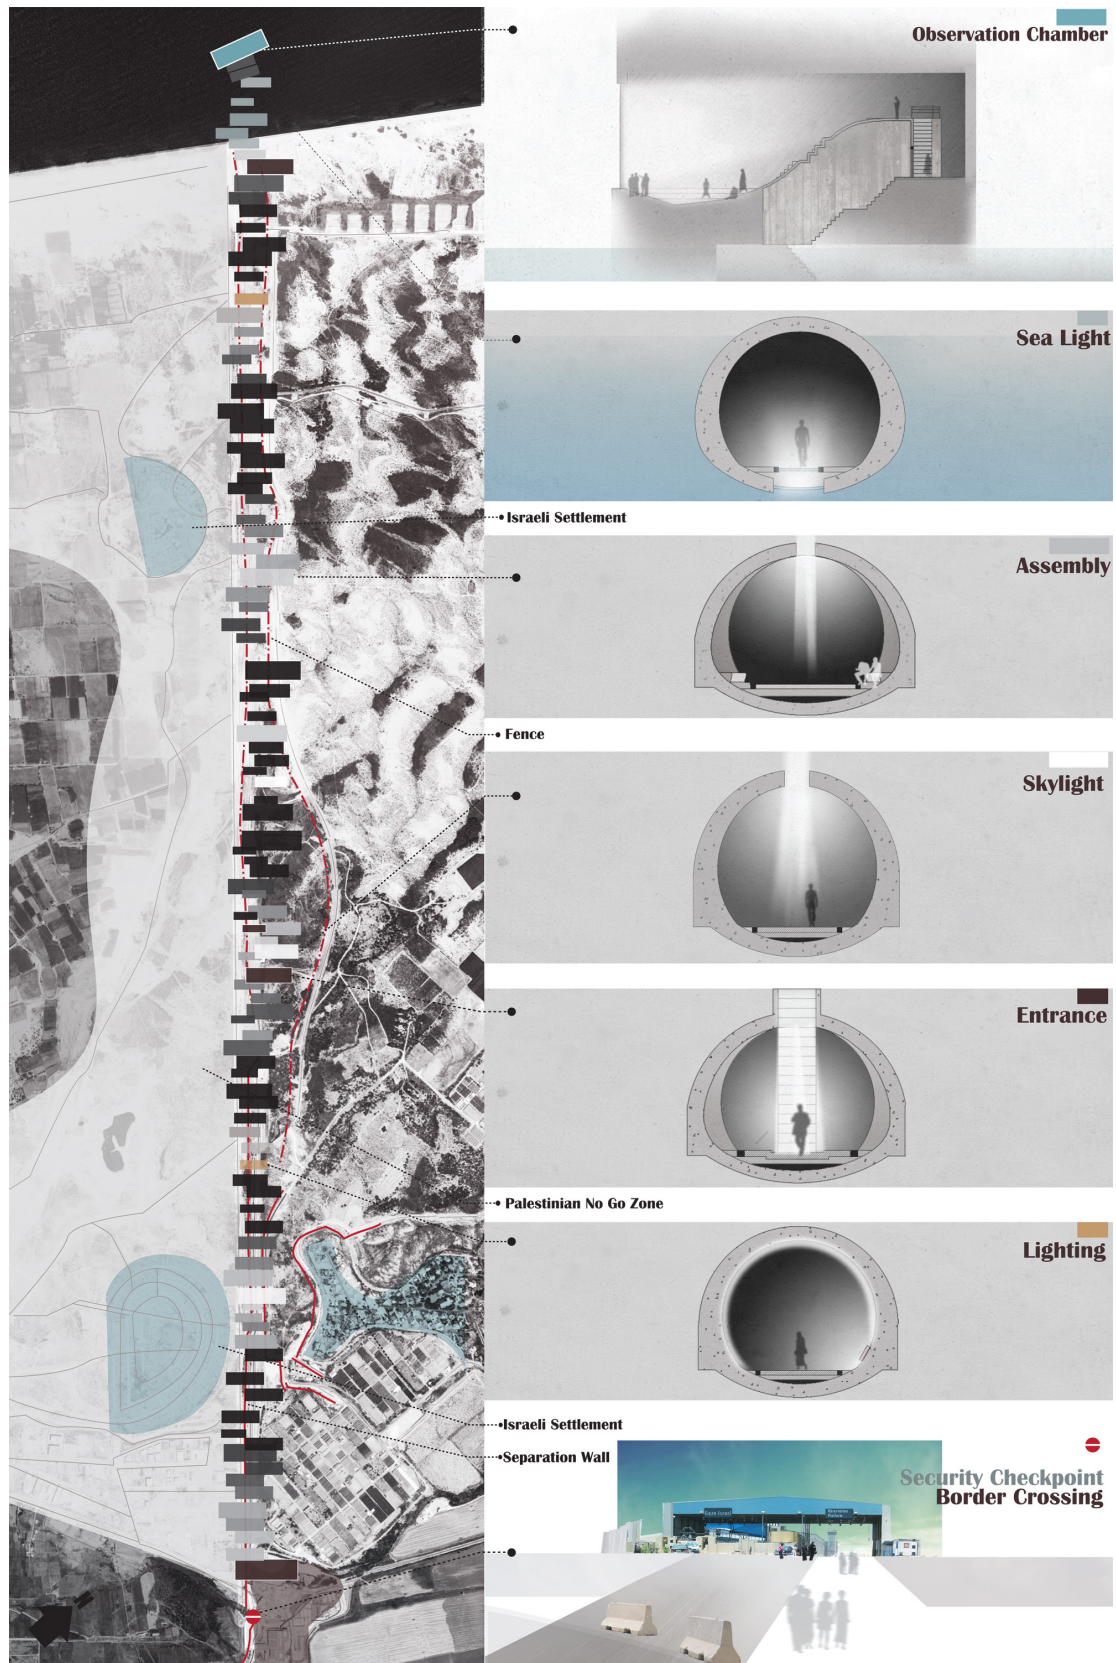 Observation Chamber
Sea Light
Israeli Settlement
Assembly
Fence
Skylight
Entrance
Palestinian No Go Zone
Lighting
Israeli Settlement
Separation Wall
Security Checkpoint
Border Crossing